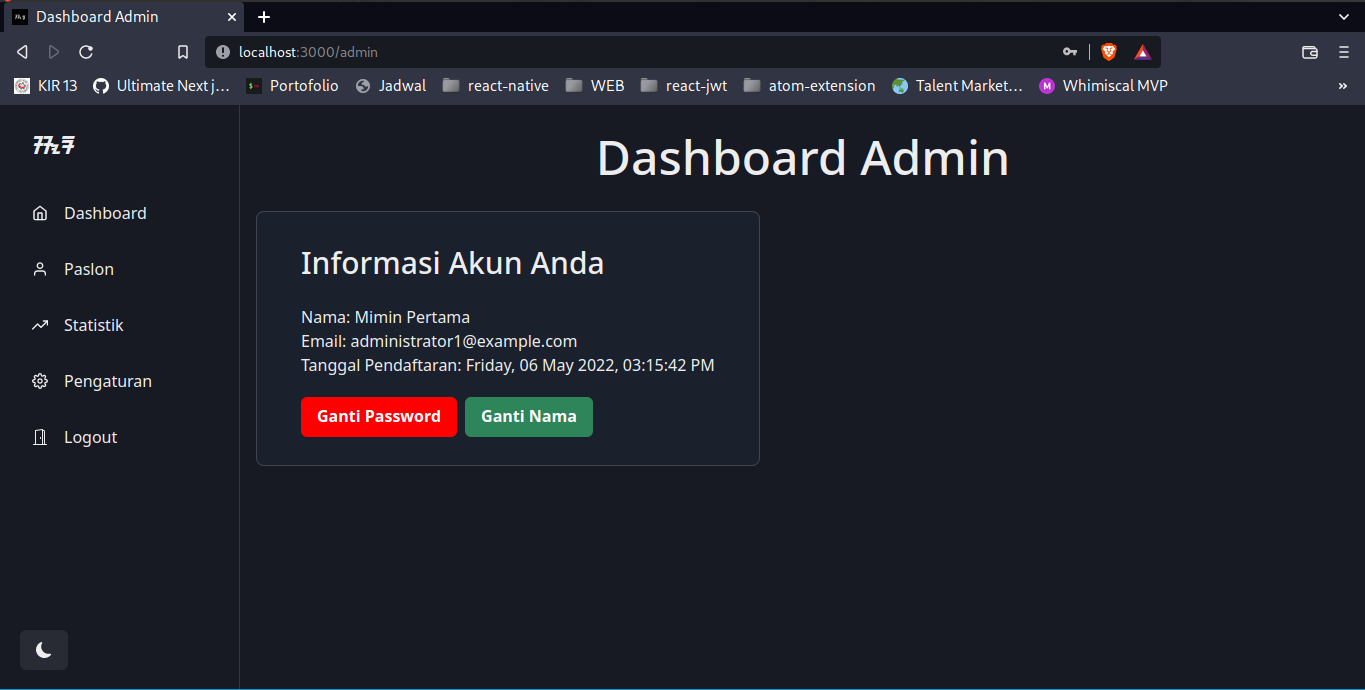 Dashboard Admin
localhost:3000/admin
KIR 13
Ultimate Next j…
Portofolio
Jadwal
react-native
WEB
react-jwt
atom-extension
Talent Market…
M
Whimiscal MVP
»
Dashboard
Paslon
Statistik
Pengaturan
Logout
Dashboard Admin
Informasi Akun Anda
Nama: Mimin Pertama
Email: administrator1@example.com
Tanggal Pendaftaran: Friday, 06 May 2022, 03:15:42 PM
Ganti Password
Ganti Nama